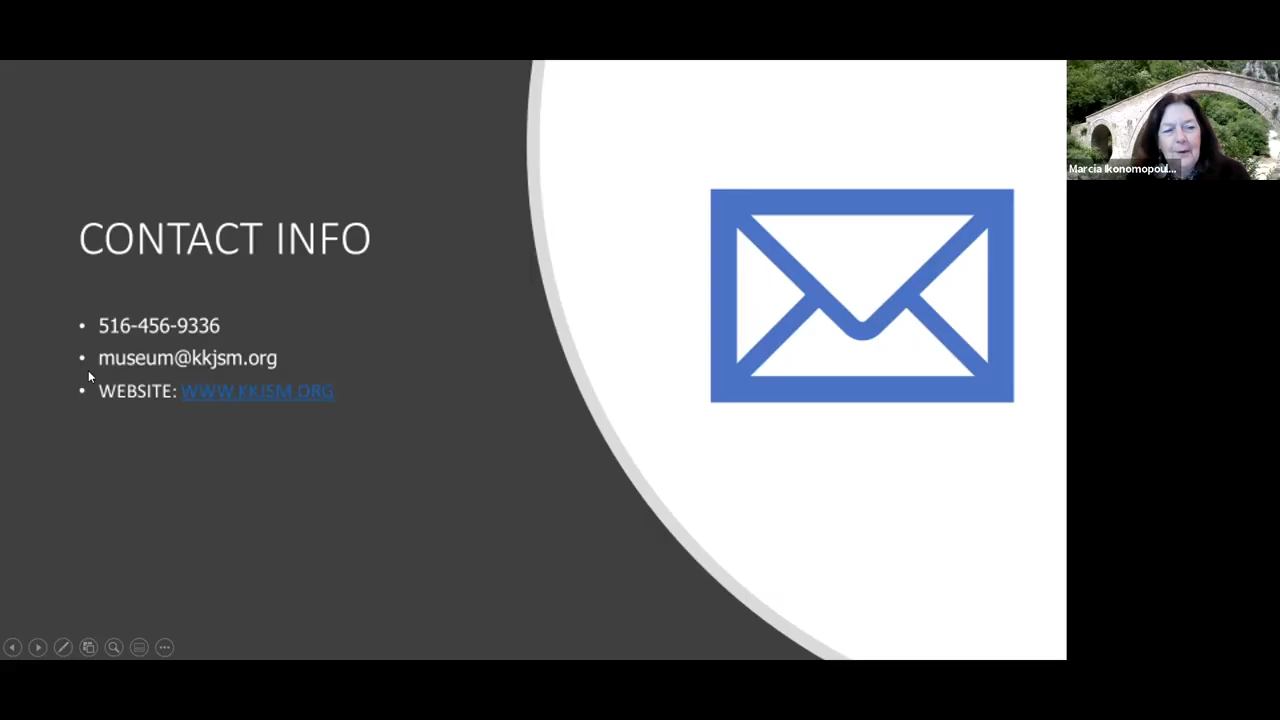 CONTACT INFO
• 516-456-9336
• museum@kkjsm.org
• WEBSITE: WWW.KKJSM.ORG
Marcia Ikonomopoul...